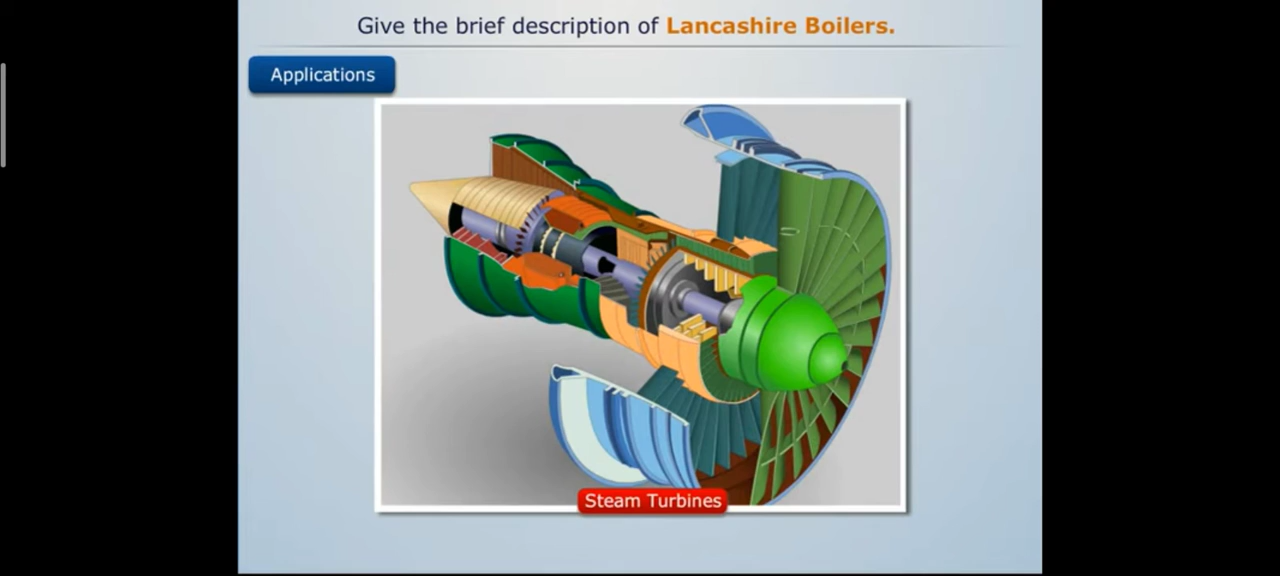 Give the brief description of Lancashire Boilers.
Applications
Steam Turbines